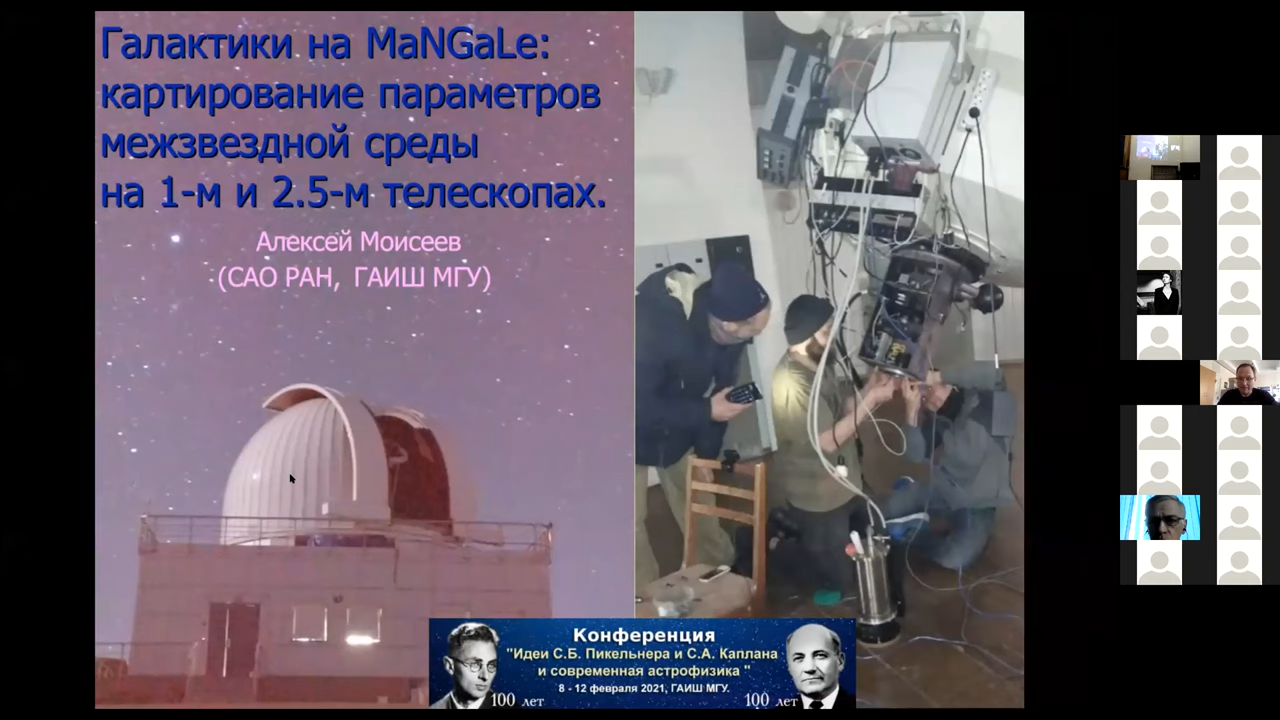 Галактики на MaNGaLe:
картирование параметров
межзвездной среды
на 1-м и 2.5-м телескопах.
Алексей Моисеев
(САО РАН, ГАИШ МГУ)
Конференция
"Идеи С.Б. Пикельнера и С.А. Каплана
и современная астрофизика "
8 - 12 февраля 2021, ГАИШ МГУ.
100 лет
100 лет